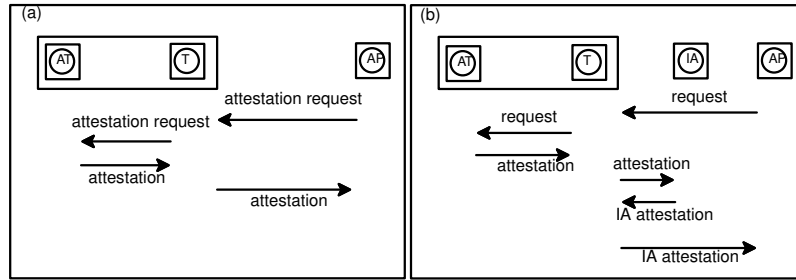 (a)
AT
T
AP
attestation request
attestation request
attestation
attestation
(b)
AT
T
IA
AP
request
request
attestation
attestation
IA attestation
IA attestation